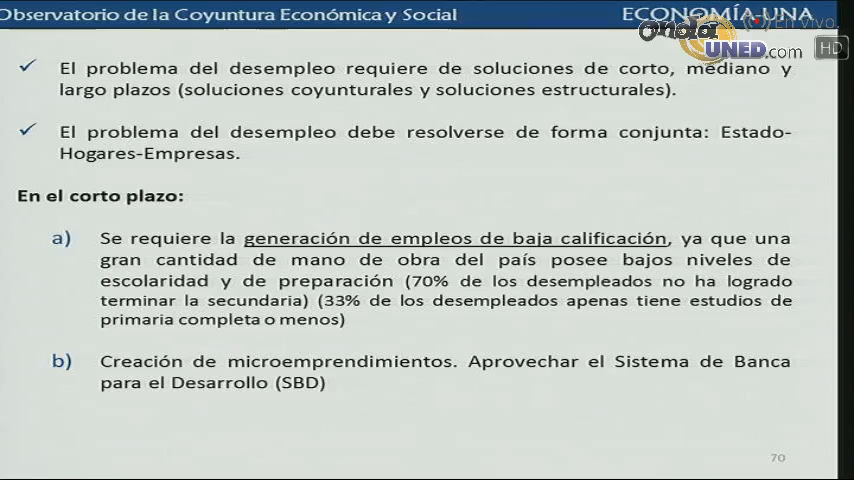 Observatorio de la Coyuntura Económica y Social
ECONOMÍA-UNA
En vivo.
Onda
UNED.com
HD
✓ El problema del desempleo requiere de soluciones de corto, mediano y
largo plazos (soluciones coyunturales y soluciones estructurales).
✓ El problema del desempleo debe resolverse de forma conjunta: Estado-
Hogares-Empresas.
En el corto plazo:
a) Se requiere la generación de empleos de baja calificación, ya que una
gran cantidad de mano de obra del país posee bajos niveles de
escolaridad y de preparación (70% de los desempleados no ha logrado
terminar la secundaria) (33% de los desempleados apenas tiene estudios de
primaria completa o menos)
b) Creación de microemprendimientos. Aprovechar el Sistema de Banca
para el Desarrollo (SBD)
70